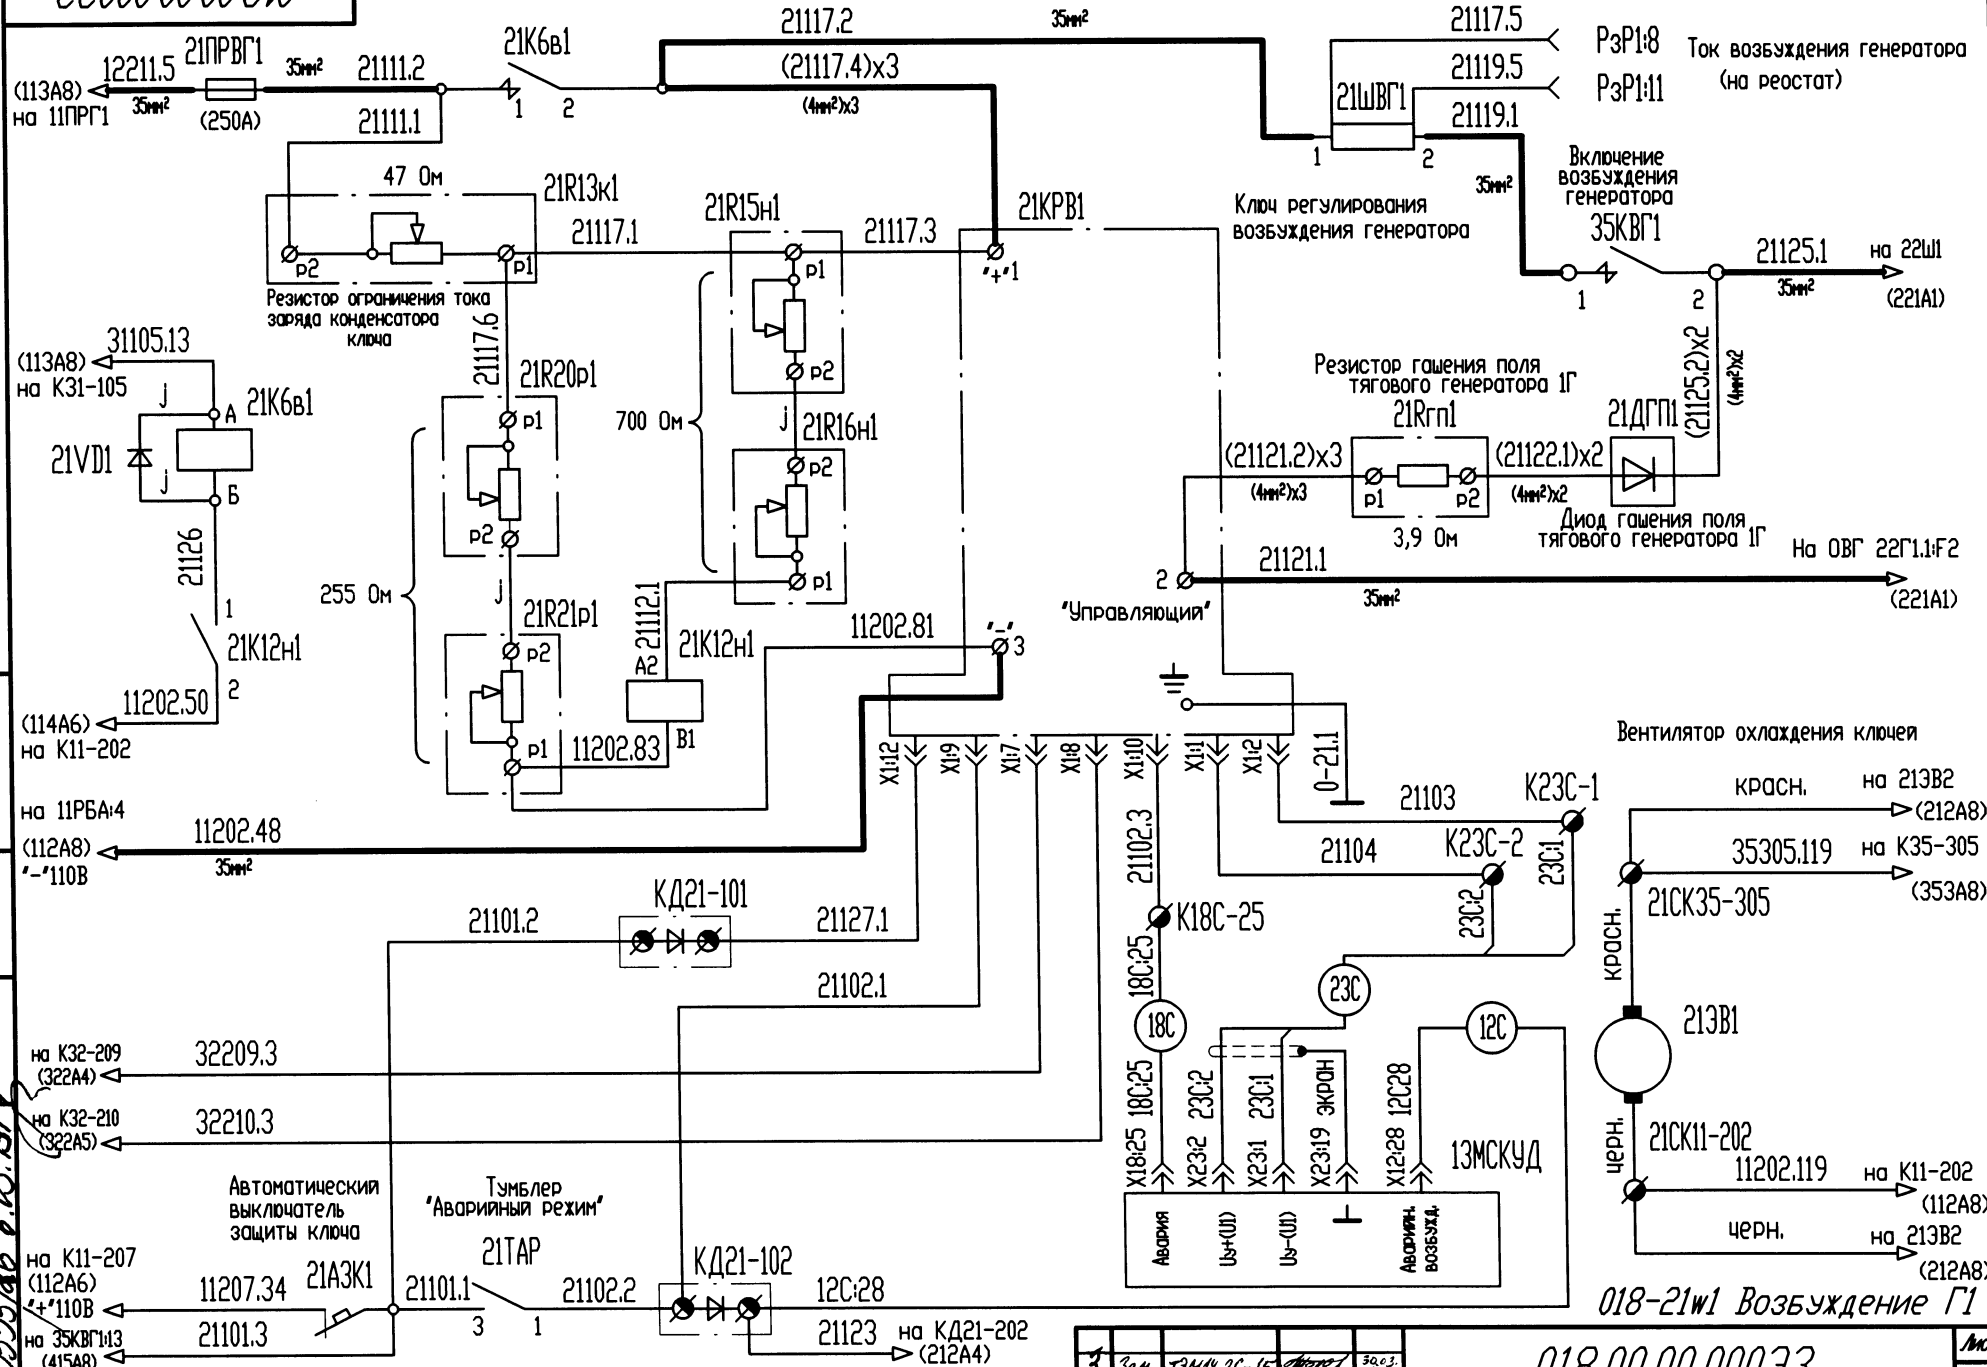 12211.5
21ПРВГ1
35мм²
21111.2
21К6в1
21117.2
35мм²
21117.5
РзР1:8
Ток возбуждения генератора
(на реостат)
(113А8)
на 11ПРГ1
35мм²
(250А)
21111.1
1
2
(21117.4)х3
(4мм²)х3
21ШВГ1
21119.5
РзР1:11
21119.1
1
2
35мм²
47 Ом
21R13к1
р2
р1
Резистор ограничения тока
заряда конденсатора
ключа
21117.1
21R15н1
р1
р2
21117.3
21КРВ1
"+"1
Ключ регулирования
возбуждения генератора
Включение
возбуждения
генератора
35КВГ1
1
2
21125.1
35мм²
на 22Ш1
(221А1)
31105.13
(113А8)
на К31-105
j
А
21К6в1
21VD1
j
Б
21126
1
21К12н1
2
11202.50
(114А6)
на К11-202
21117.6
21R20р1
р1
р2
255 Ом
j
21R21р1
р2
р1
700 Ом
j
21R16н1
р2
р1
21112.1
А2
21К12н1
В1
11202.83
11202.81
"-"
3
Резистор гашения поля
тягового генератора 1Г
21Rгп1
(21121.2)х3
(4мм²)х3
р1
р2
3,9 Ом
(21122.1)х2
(4мм²)х2
21ДГП1
Диод гашения поля
тягового генератора 1Г
(21125.2)х2
(4мм²)х2
2
"Управляющий"
21121.1
35мм²
На ОВГ 22Г1.1:F2
(221А1)
на 11РБА:4
(112А8)
"-"110В
11202.48
35мм²
Х1:12
Х1:9
Х1:7
Х1:8
Х1:10
Х1:1
Х1:2
0-21.1
21103
К23С-1
21104
К23С-2
23С:1
23С:2
21102.3
К18С-25
18С:25
18С
23С
12С
Вентилятор охлаждения ключей
красн.
на 21ЭВ2
(212А8)
35305.119
на К35-305
(353А8)
21СК35-305
красн.
21ЭВ1
черн.
21СК11-202
11202.119
на К11-202
(112А8)
черн.
на 21ЭВ2
(212А8)
21101.2
КД21-101
21127.1
21102.1
на К32-209
(322А4)
32209.3
на К32-210
(322А5)
32210.3
Х18:25 18С:25
Х23:2 23С:2
Х23:1 23С:1
Х23:19 экран
Х12:28 12С28
13МСКУД
Авария
Uу+(U1)
Uу-(U1)
Аварийн.
возбужд.
Автоматический
выключатель
защиты ключа
Тумблер
"Аварийный режим"
на К11-207
(112А6)
"+"110В
11207.34
21АЗК1
21101.1
21ТАР
3
1
21102.2
КД21-102
12С:28
21123
на КД21-202
(212А4)
на 35КВГ1:13
(415А8)
21101.3
018-21w1 Возбуждение Г1
30.03.